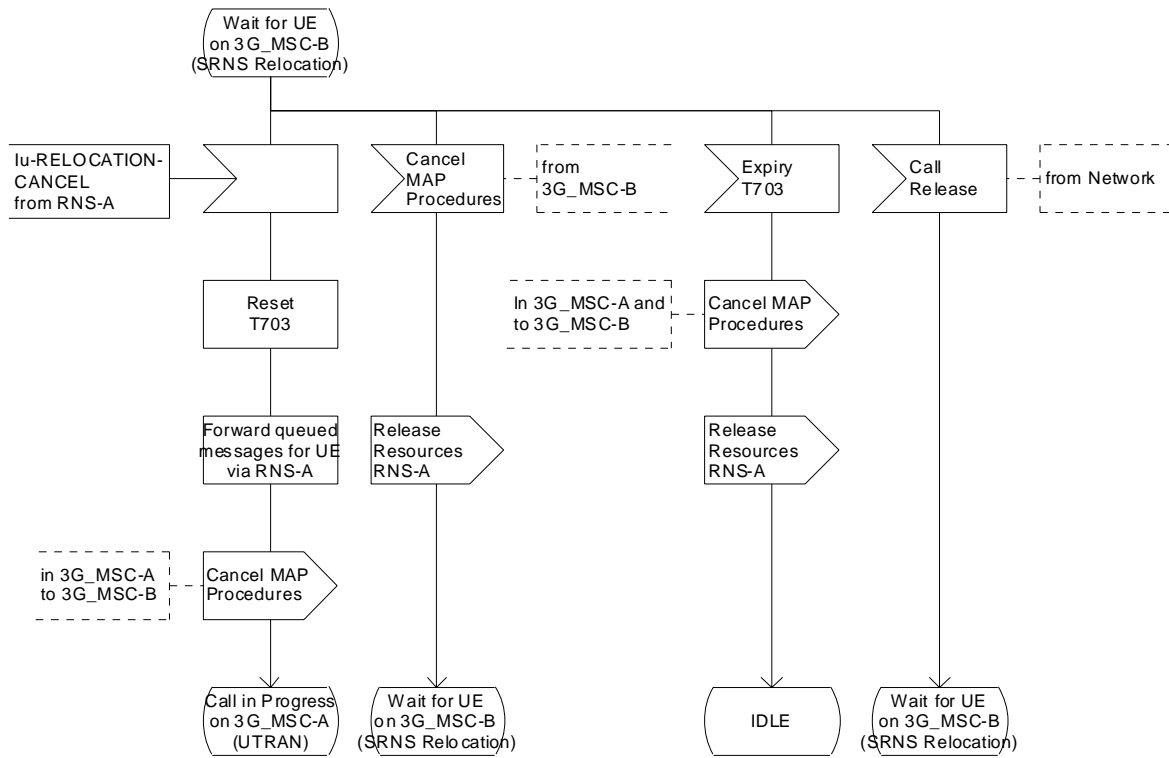 Wait for UE
on 3G_MSC-B
(SRNS Relocation)
Iu-RELOCATION-
CANCEL
from RNS-A
Cancel
MAP
Procedures
from
3G_MSC-B
Expiry
T703
Call
Release
from Network
Reset
T703
In 3G_MSC-A and
to 3G_MSC-B
Cancel MAP
Procedures
Forward queued
messages for UE
via RNS-A
Release
Resources
RNS-A
Release
Resources
RNS-A
in 3G_MSC-A
to 3G_MSC-B
Cancel MAP
Procedures
Call in Progress
on 3G_MSC-A
(UTRAN)
Wait for UE
on 3G_MSC-B
(SRNS Relocation)
IDLE
Wait for UE
on 3G_MSC-B
(SRNS Relocation)